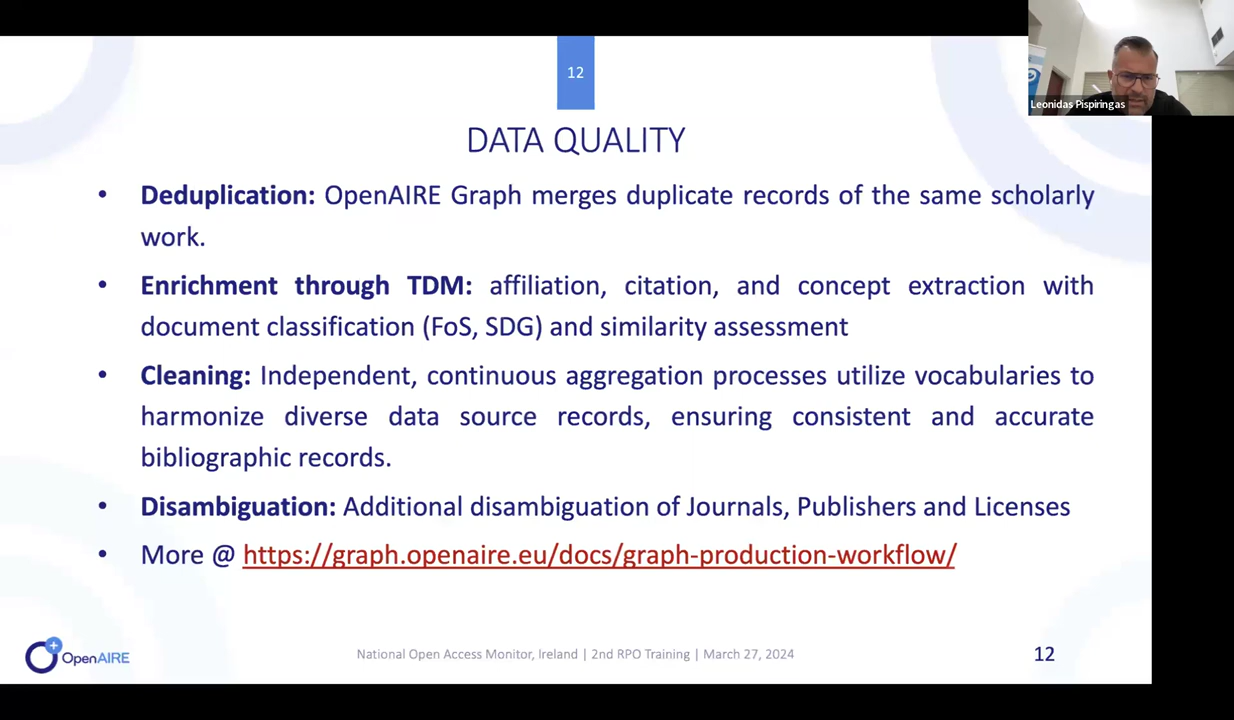 12
Leonidas Pispiringas
DATA QUALITY
• Deduplication: OpenAIRE Graph merges duplicate records of the same scholarly
work.
• Enrichment through TDM: affiliation, citation, and concept extraction with
document classification (FoS, SDG) and similarity assessment
• Cleaning: Independent, continuous aggregation processes utilize vocabularies to
harmonize diverse data source records, ensuring consistent and accurate
bibliographic records.
• Disambiguation: Additional disambiguation of Journals, Publishers and Licenses
• More @ https://graph.openaire.eu/docs/graph-production-workflow/
OpenAIRE
National Open Access Monitor, Ireland | 2nd RPO Training | March 27, 2024
12